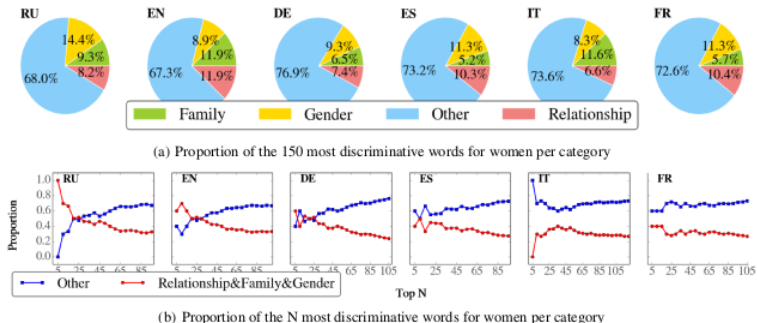 RU EN DE ES IT FR
14.4% 9.3% 8.2% 68.0%
8.9% 11.9% 11.9% 67.3%
9.3% 6.5% 7.4% 76.9%
11.3% 5.2% 10.3% 73.2%
8.3% 11.6% 6.6% 73.6%
11.3% 5.7% 10.4% 72.6%
Family Gender Other Relationship
(a) Proportion of the 150 most discriminative words for women per category
RU EN DE ES IT FR
Proportion
1.0
0.8
0.6
0.4
0.2
0.0
5 25 45 65 85
5 25 45 65 85
5 25 45 65 85 105
5 25 45 65 85
5 25 45 65 85 105
5 25 45 65 85 105
Other Relationship&Family&Gender
Top N
(b) Proportion of the N most discriminative words for women per category